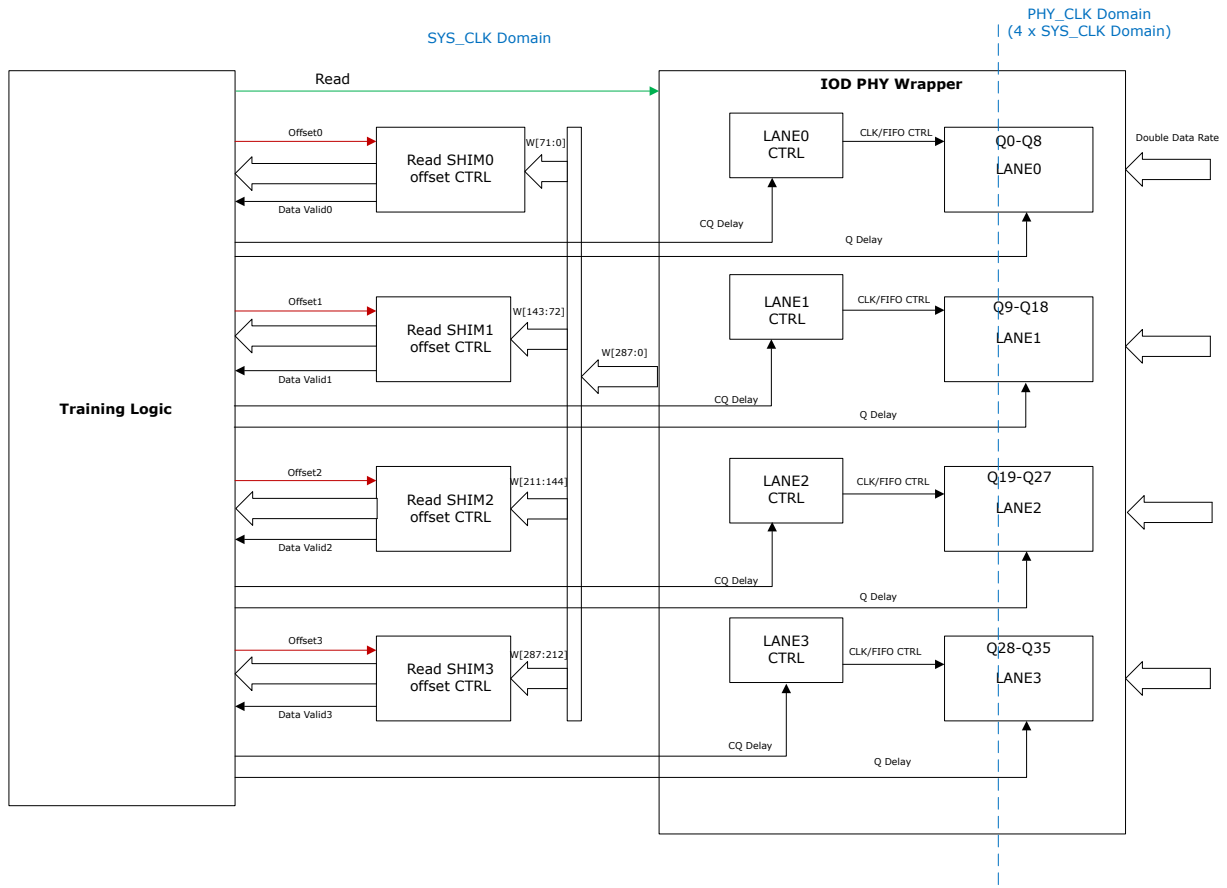 PHY_CLK Domain
(4 x SYS_CLK Domain)
SYS_CLK Domain
Read
IOD PHY Wrapper
Training Logic
Offset0
Read SHIM0
offset CTRL
Data Valid0
W[71:0]
LANE0
CTRL
CLK/FIFO CTRL
Q0-Q8
LANE0
Double Data Rate
CQ Delay
Q Delay
Offset1
Read SHIM1
offset CTRL
Data Valid1
W[143:72]
W[287:0]
LANE1
CTRL
CLK/FIFO CTRL
Q9-Q18
LANE1
CQ Delay
Q Delay
Offset2
Read SHIM2
offset CTRL
Data Valid2
W[211:144]
LANE2
CTRL
CLK/FIFO CTRL
Q19-Q27
LANE2
CQ Delay
Q Delay
Offset3
Read SHIM3
offset CTRL
Data Valid3
W[287:212]
LANE3
CTRL
CLK/FIFO CTRL
Q28-Q35
LANE3
CQ Delay
Q Delay